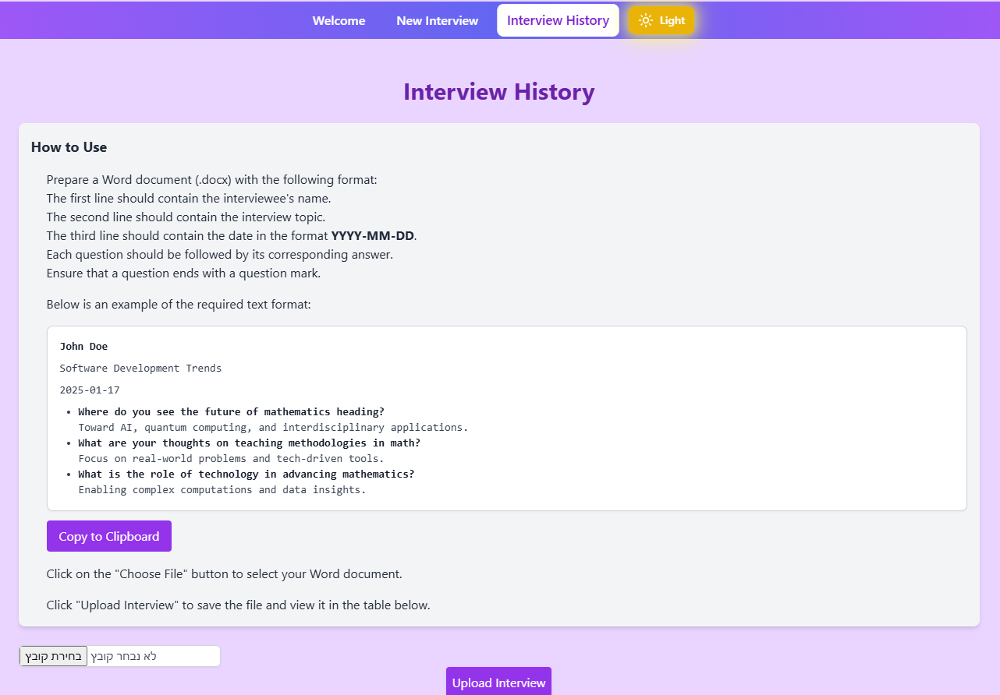 Welcome New Interview Interview History Light
Interview History
How to Use
Prepare a Word document (.docx) with the following format:
The first line should contain the interviewee's name.
The second line should contain the interview topic.
The third line should contain the date in the format YYYY-MM-DD.
Each question should be followed by its corresponding answer.
Ensure that a question ends with a question mark.
Below is an example of the required text format:
John Doe
Software Development Trends
2025-01-17
• Where do you see the future of mathematics heading?
Toward AI, quantum computing, and interdisciplinary applications.
• What are your thoughts on teaching methodologies in math?
Focus on real-world problems and tech-driven tools.
• What is the role of technology in advancing mathematics?
Enabling complex computations and data insights.
Copy to Clipboard
Click on the "Choose File" button to select your Word document.
Click "Upload Interview" to save the file and view it in the table below.
בחירת קובץ לא נבחר קובץ
Upload Interview